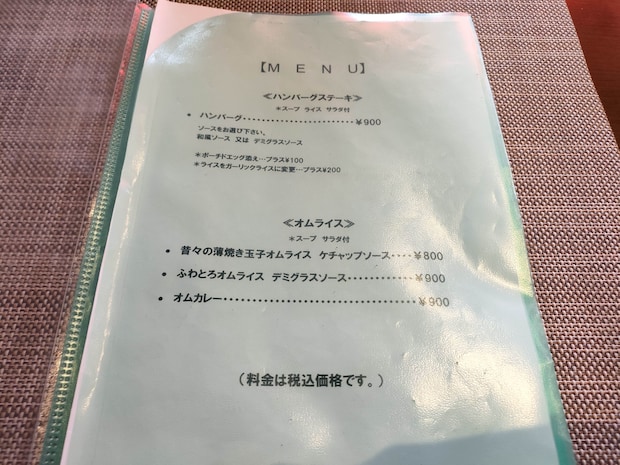 【MENU】
≪ハンバーグステーキ≫
＊スープ ライス サラダ付
• ハンバーグ・・・・・・・・・・・・・・・・・・・・・・・¥900
ソースをお選び下さい。
和風ソース 又は デミグラスソース
＊ポーチドエッグ添え…プラス¥100
＊ライスをガーリックライスに変更…プラス¥200
≪オムライス≫
＊スープ サラダ付
• 昔々の薄焼き玉子オムライス ケチャップソース・・・・¥800
• ふわとろオムライス デミグラスソース・・・・・・・・・・・・¥900
• オムカレー・・・・・・・・・・・・・・・・・・・・・・・・・・・・・・・・・・・・¥900
（料金は税込価格です。）